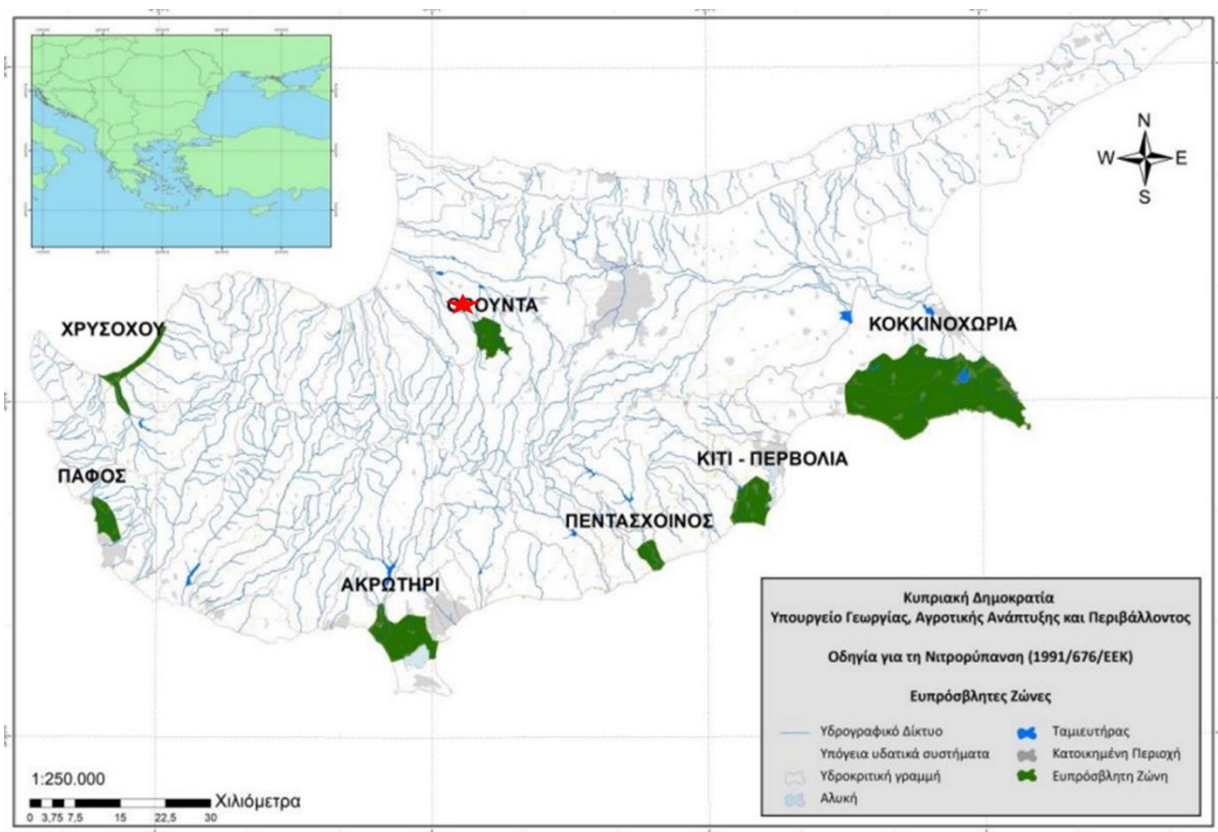 N
W E
S
ΟΥΝΤΑ
ΧΡΥΣΟΧΟΥ
ΚΟΚΚΙΝΟΧΩΡΙΑ
ΚΙΤΙ - ΠΕΡΒΟΛΙΑ
ΠΑΦΟΣ
ΠΕΝΤΑΣΧΟΙΝΟΣ
ΑΚΡΩΤΗΡΙ
Κυπριακή Δημοκρατία
Υπουργείο Γεωργίας, Αγροτικής Ανάπτυξης και Περιβάλλοντος
Οδηγία για τη Νιτρορύπανση (1991/676/ΕΕΚ)
Ευπρόσβλητες Ζώνες
Υδρογραφικό Δίκτυο
Υπόγεια υδατικά συστήματα
Υδροκριτική γραμμή
Αλυκή
Ταμιευτήρας
Κατοικημένη Περιοχή
Ευπρόσβλητη Ζώνη
1:250.000
Χιλιόμετρα
0 3,75 7,5 15 22,5 30